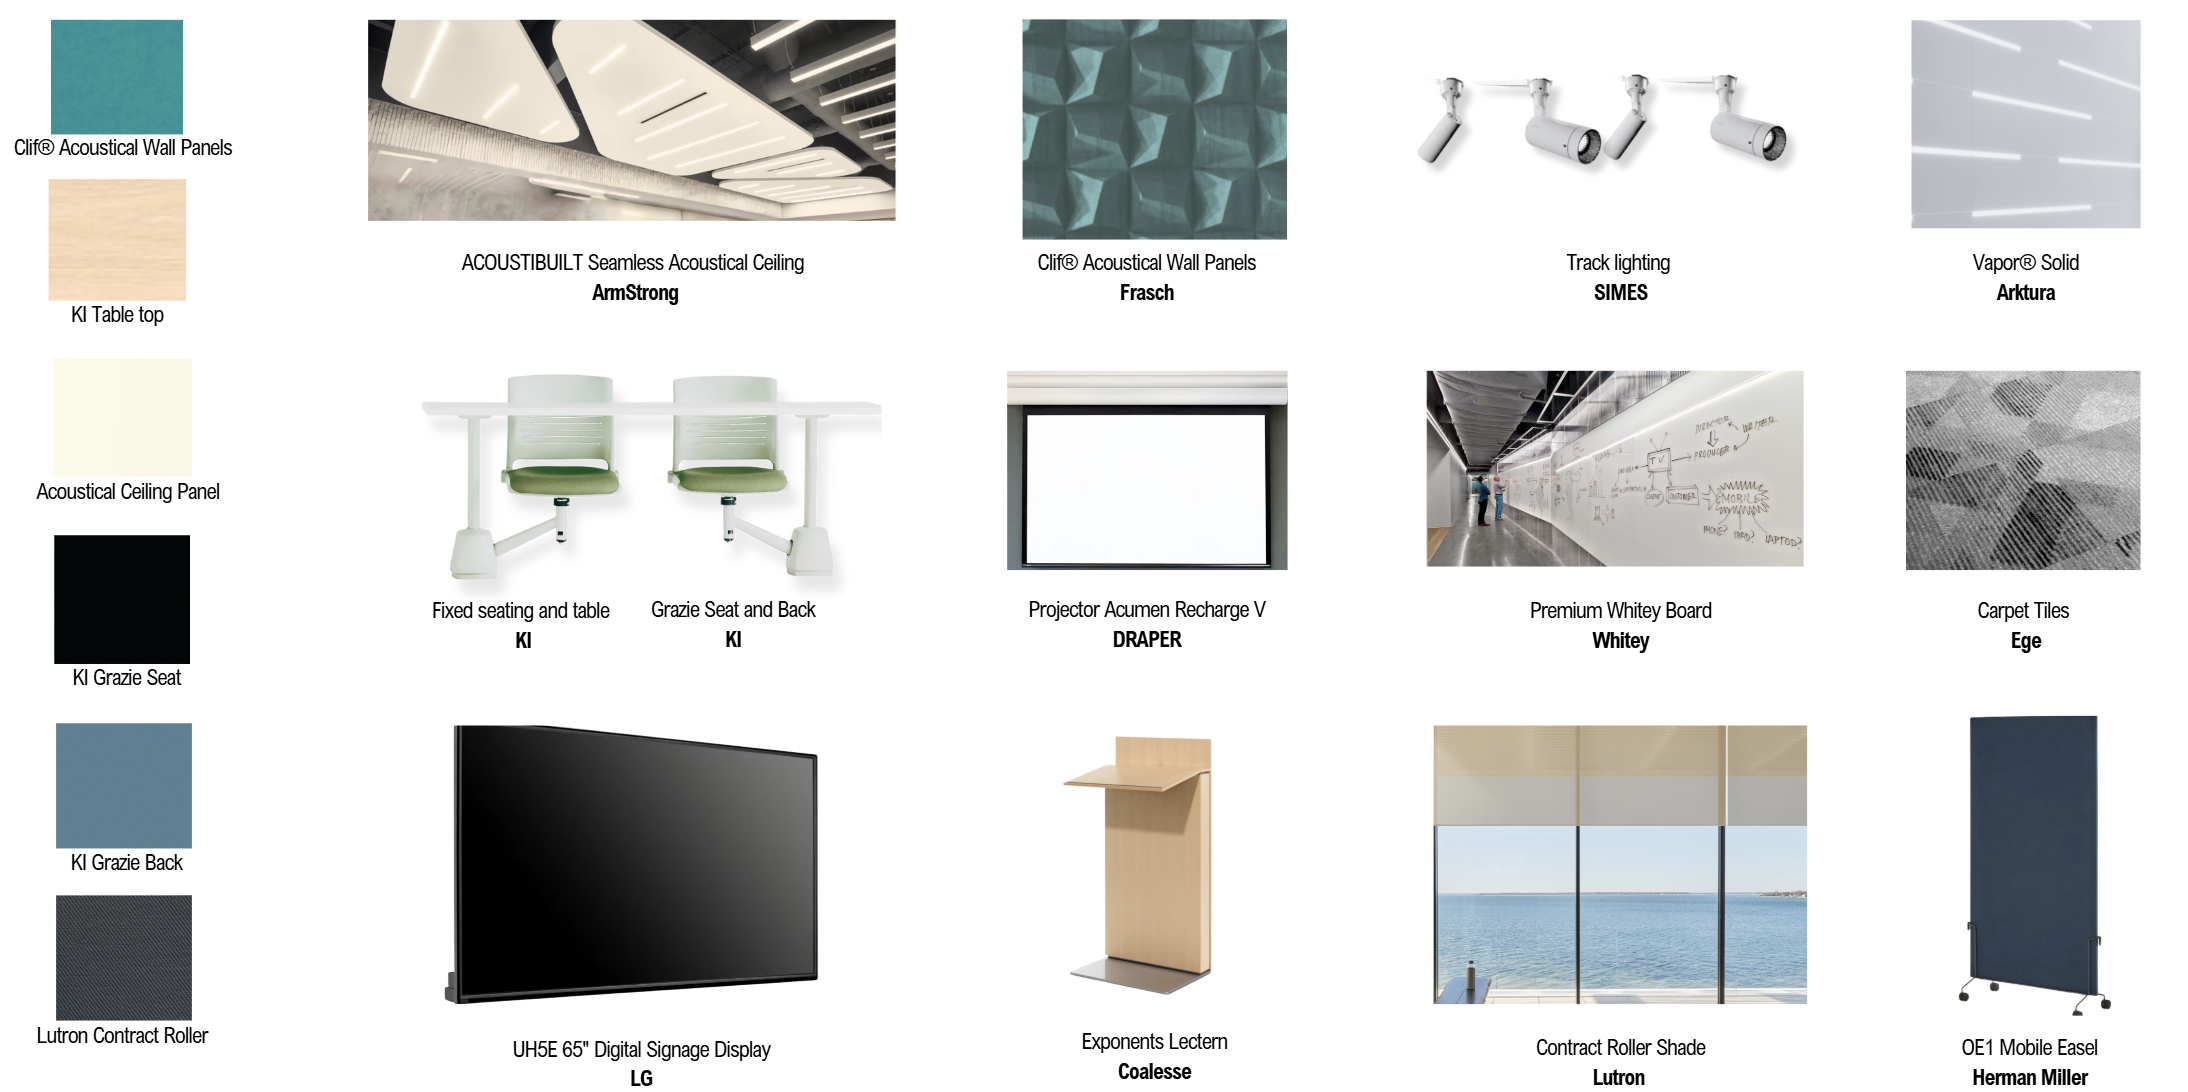 Clif® Acoustical Wall Panels
KI Table top
Acoustical Ceiling Panel
KI Grazie Seat
KI Grazie Back
Lutron Contract Roller
ACOUSTIBUILT Seamless Acoustical Ceiling
ArmStrong
Clif® Acoustical Wall Panels
Frasch
Track lighting
SIMES
Vapor® Solid
Arktura
Fixed seating and table
KI
Grazie Seat and Back
KI
Projector Acumen Recharge V
DRAPER
DIRECTOR
WRITER
TV
PRODUCER
CLIENT
CUSTOMER
MOBILE
PHONE?
IPAD?
LAPTOP?
Premium Whitey Board
Whitey
Carpet Tiles
Ege
UH5E 65" Digital Signage Display
LG
Exponents Lectern
Coalesse
Contract Roller Shade
Lutron
OE1 Mobile Easel
Herman Miller